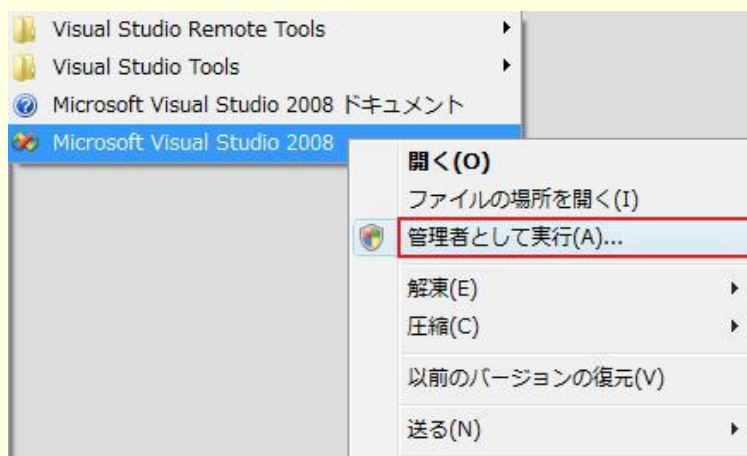 Visual Studio Remote Tools
Visual Studio Tools
Microsoft Visual Studio 2008 ドキュメント
Microsoft Visual Studio 2008
開く(O)
ファイルの場所を開く(I)
管理者として実行(A)...
解凍(E)
圧縮(C)
以前のバージョンの復元(V)
送る(N)